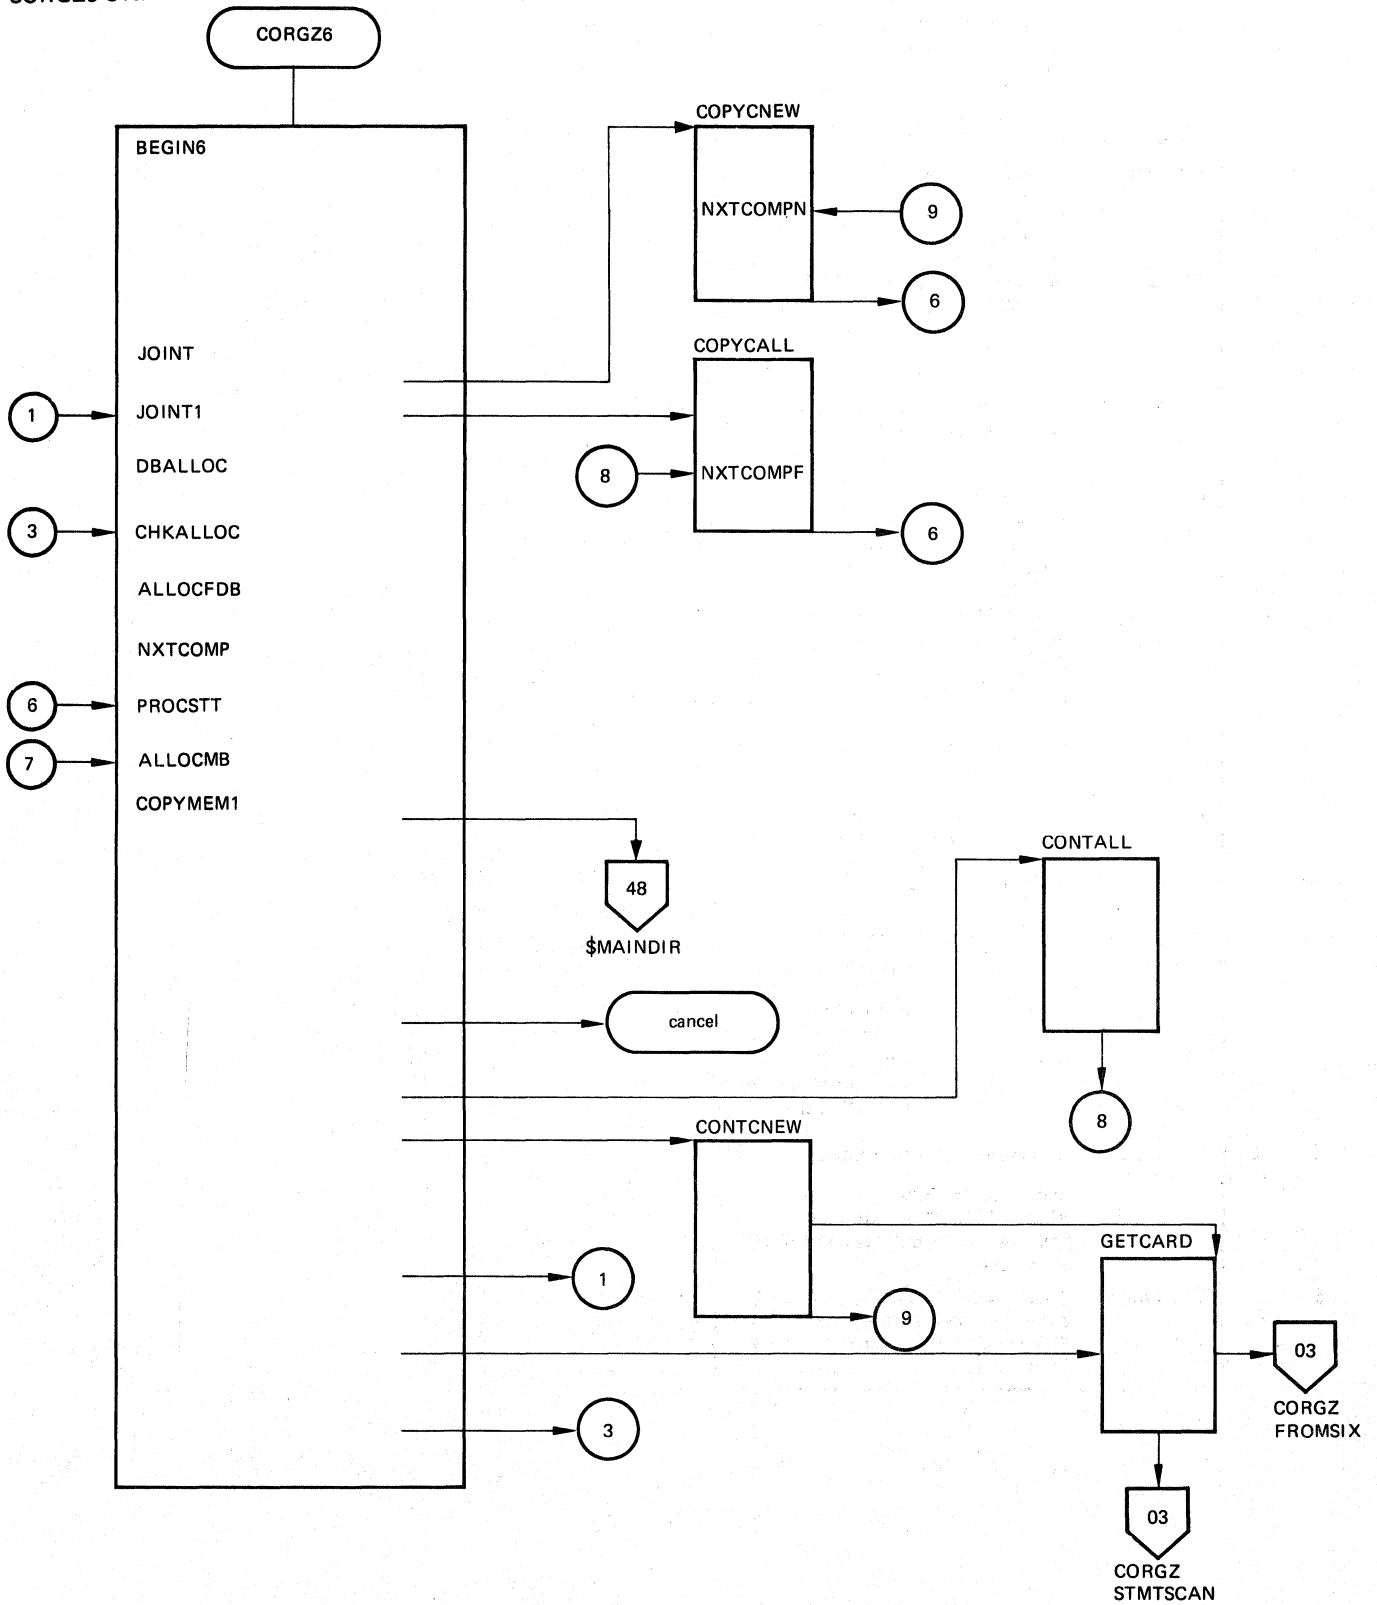 CORGZ6
COPYCNEW
BEGIN6
NXTCOMPN
9
6
COPYCALL
JOINT
1
JOINT1
DBALLOC
8
NXTCOMPF
3
CHKALLOC
6
ALLOCFDB
NXTCOMP
6
PROCSTT
7
ALLOCMB
COPYMEM1
CONTALL
48
$MAINDIR
cancel
8
CONTCNEW
GETCARD
1
9
03
CORGZ
FROMSIX
3
03
CORGZ
STMTSCAN